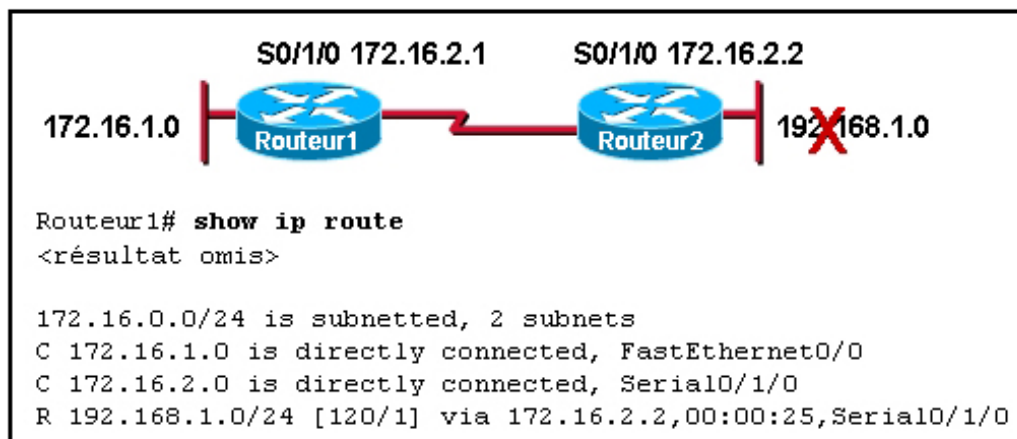 S0/1/0 172.16.2.1 S0/1/0 172.16.2.2
172.16.1.0 Routeur1 Routeur2 192.168.1.0
Routeur1# show ip route
<résultat omis>
172.16.0.0/24 is subnetted, 2 subnets
C 172.16.1.0 is directly connected, FastEthernet0/0
C 172.16.2.0 is directly connected, Serial0/1/0
R 192.168.1.0/24 [120/1] via 172.16.2.2,00:00:25,Serial0/1/0